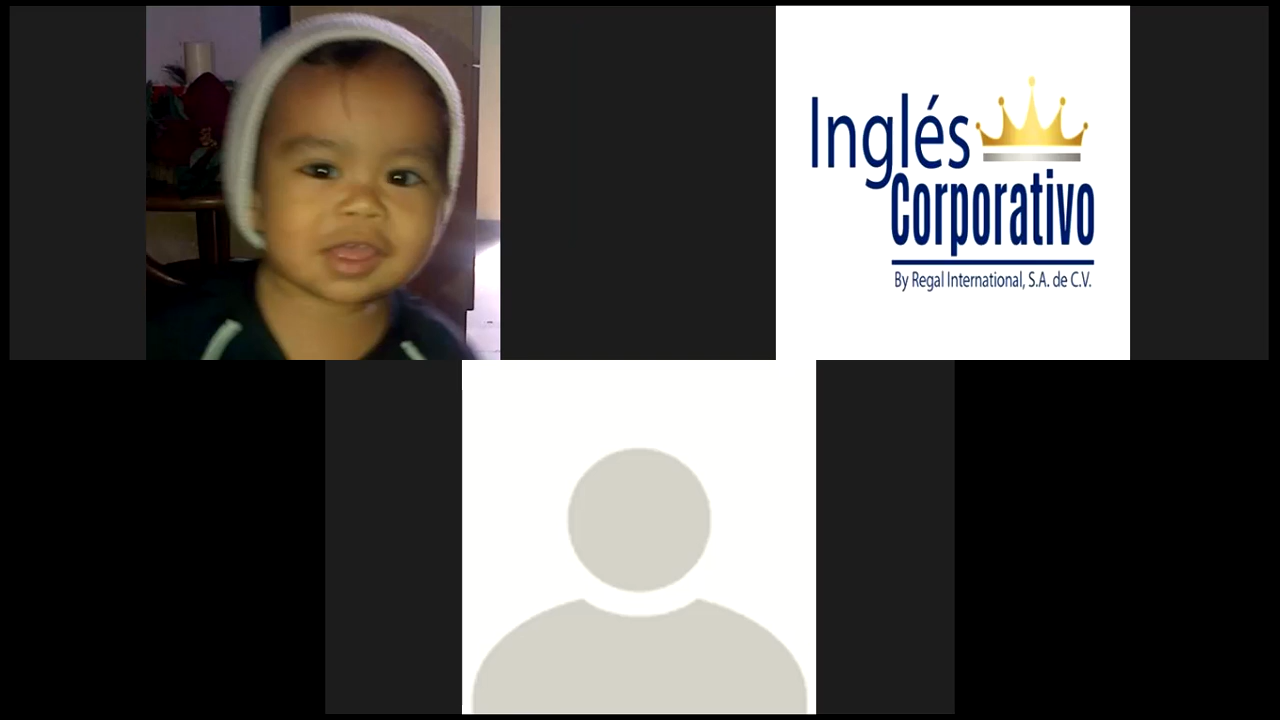 Inglés
Corporativo
By Regal International, S.A. de C.V.